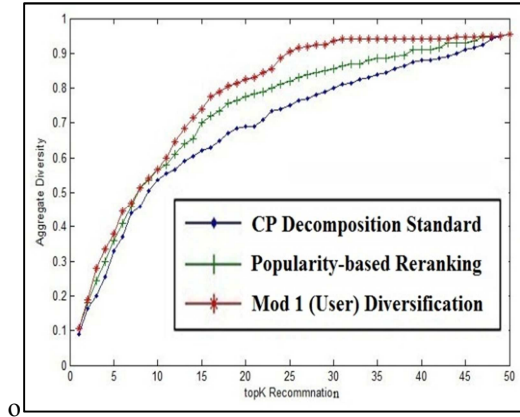 1
0.9
0.8
0.7
0.6
0.5
0.4
0.3
0.2
0.1
0
Aggregate Diversity
CP Decomposition Standard
Popularity-based Reranking
Mod 1 (User) Diversification
0 5 10 15 20 25 30 35 40 45 50
topK Recommnation
o